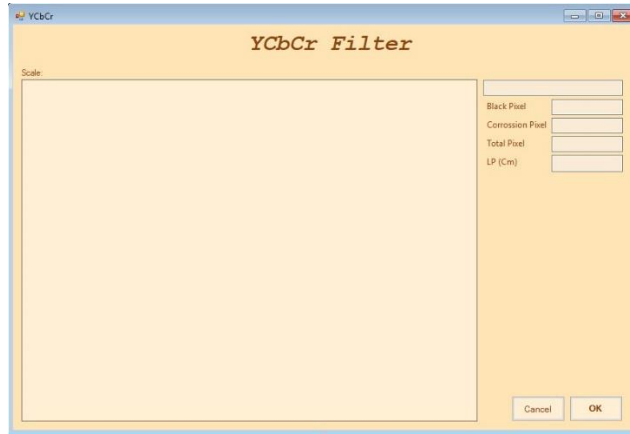 YCbCr
YCbCr Filter
Scale:
Black Pixel
Corrossion Pixel
Total Pixel
LP (Cm)
Cancel OK